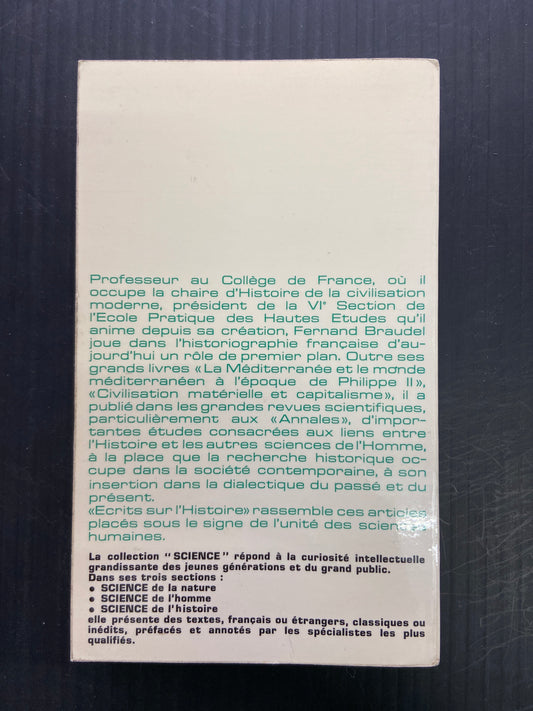 Professeur au Collège de France, où il
occupe la chaire d'Histoire de la civilisation
moderne, président de la VIe Section de
l'Ecole Pratique des Hautes Etudes qu'il
anime depuis sa création, Fernand Braudel
joue dans l'historiographie française d'au-
jourd'hui un rôle de premier plan. Outre ses
grands livres « La Méditerranée et le monde
méditerranéen à l'époque de Philippe II »,
« Civilisation matérielle et capitalisme », il a
publié dans les grandes revues scientifiques,
particulièrement aux « Annales », d'impor-
tantes études consacrées aux liens entre
l'Histoire et les autres sciences de l'Homme,
à la place que la recherche historique oc-
cupe dans la société contemporaine, à son
insertion dans la dialectique du passé et du
présent.
«Ecrits sur l'Histoire» rassemble ces articles
placés sous le signe de l'unité des sciences
humaines.
La collection "SCIENCE" répond à la curiosité intellectuelle
grandissante des jeunes générations et du grand public.
Dans ses trois sections :
• SCIENCE de la nature
• SCIENCE de l'homme
• SCIENCE de l'histoire
elle présente des textes, français ou étrangers, classiques ou
inédits, préfacés et annotés par les spécialistes les plus
qualifiés.